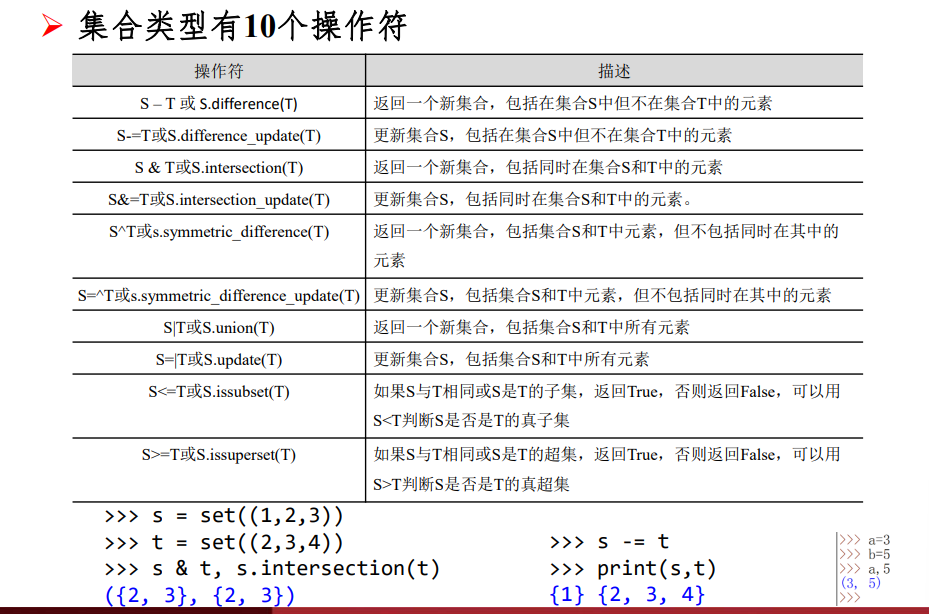 集合类型有10个操作符
操作符 描述
S – T 或 S.difference(T) 返回一个新集合，包括在集合S中但不在集合T中的元素
S-=T或S.difference_update(T) 更新集合S，包括在集合S中但不在集合T中的元素
S & T或S.intersection(T) 返回一个新集合，包括同时在集合S和T中的元素
S&=T或S.intersection_update(T) 更新集合S，包括同时在集合S和T中的元素。
S^T或s.symmetric_difference(T) 返回一个新集合，包括集合S和T中元素，但不包括同时在其中的
元素
S=^T或s.symmetric_difference_update(T) 更新集合S，包括集合S和T中元素，但不包括同时在其中的元素
S|T或S.union(T) 返回一个新集合，包括集合S和T中所有元素
S=|T或S.update(T) 更新集合S，包括集合S和T中所有元素
S<=T或S.issubset(T) 如果S与T相同或S是T的子集，返回True，否则返回False，可以用
S<T判断S是否是T的真子集
S>=T或S.issuperset(T) 如果S与T相同或S是T的超集，返回True，否则返回False，可以用
S>T判断S是否是T的真超集
>>> s = set((1,2,3))
>>> t = set((2,3,4))
>>> s & t, s.intersection(t)
({2, 3}, {2, 3})
>>> s -= t
>>> print(s,t)
{1} {2, 3, 4}
>>> a=3
>>> b=5
>>> a,5
(3, 5)
>>>